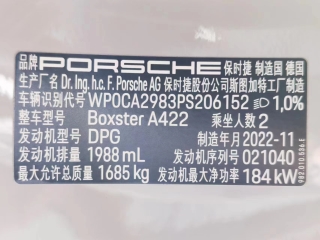 品牌 PORSCHE 保时捷 制造国 德国
生产厂名 Dr. Ing. h.c. F. Porsche AG 保时捷股份公司斯图加特工厂制造
车辆识别代号 WP0CA2983PS206152 1,0%
整车型号 Boxster A422 乘坐人数 2
发动机型号 DPG 制造年月 2022-11
发动机排量 1988 mL 发动机序列号 021040
最大允许总质量 1685 kg 发动机最大净功率 184 kW
982.010.536.E